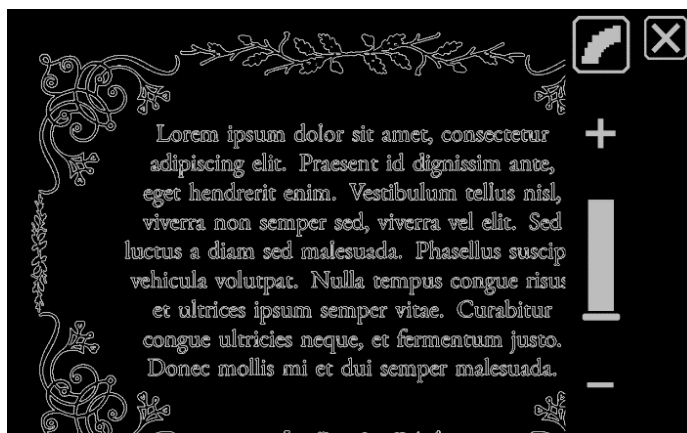 Lorem ipsum dolor sit amet, consectetur
adipiscing elit. Praesent id dignissim ante,
eget hendrerit enim. Vestibulum tellus nisl,
viverra non semper sed, viverra vel elit. Sed
luctus a diam sed malesuada. Phasellus suscip
vehicula volutpat. Nulla tempus congue risus
et ultrices ipsum semper vitae. Curabitur
congue ultricies neque, et fermentum justo.
Donec mollis mi et dui semper malesuada.